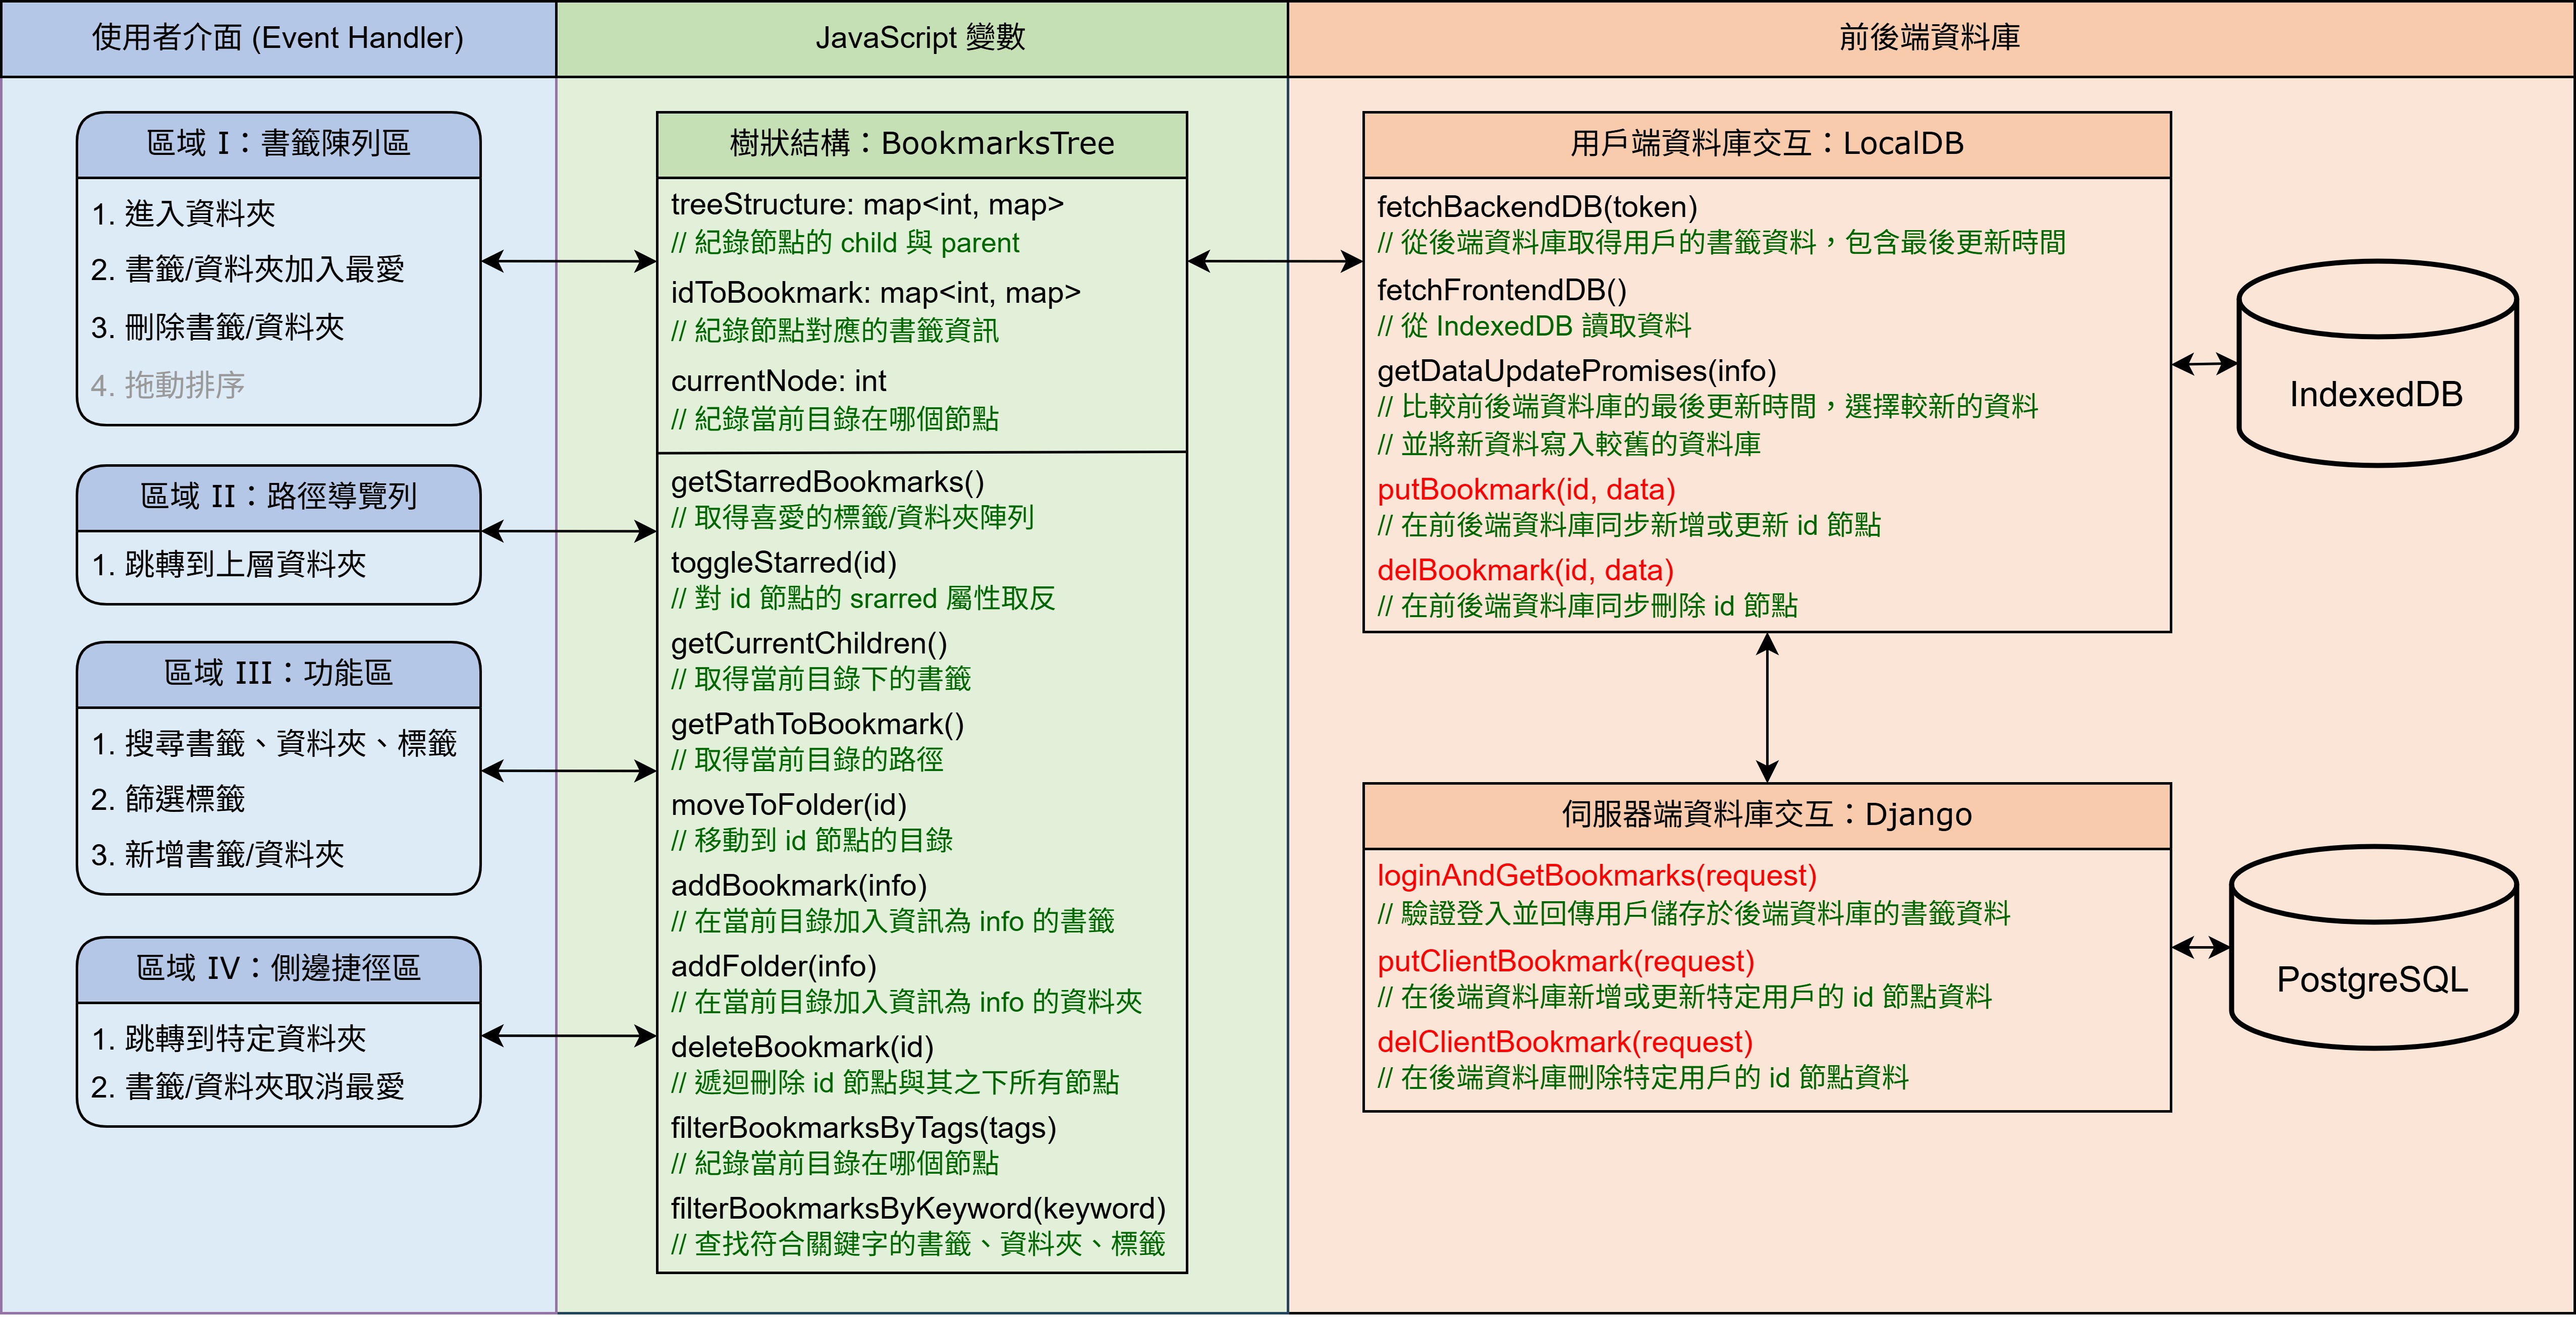 使用者介面 (Event Handler)
JavaScript 變數
前後端資料庫
區域 I：書籤陳列區
1. 進入資料夾
2. 書籤/資料夾加入最愛
3. 刪除書籤/資料夾
4. 拖動排序
區域 II：路徑導覽列
1. 跳轉到上層資料夾
區域 III：功能區
1. 搜尋書籤、資料夾、標籤
2. 篩選標籤
3. 新增書籤/資料夾
區域 IV：側邊捷徑區
1. 跳轉到特定資料夾
2. 書籤/資料夾取消最愛
樹狀結構：BookmarksTree
treeStructure: map<int, map>
// 紀錄節點的 child 與 parent
idToBookmark: map<int, map>
// 紀錄節點對應的書籤資訊
currentNode: int
// 紀錄當前目錄在哪個節點
getStarredBookmarks()
// 取得喜愛的標籤/資料夾陣列
toggleStarred(id)
// 對 id 節點的 srarred 屬性取反
getCurrentChildren()
// 取得當前目錄下的書籤
getPathToBookmark()
// 取得當前目錄的路徑
moveToFolder(id)
// 移動到 id 節點的目錄
addBookmark(info)
// 在當前目錄加入資訊為 info 的書籤
addFolder(info)
// 在當前目錄加入資訊為 info 的資料夾
deleteBookmark(id)
// 遞迴刪除 id 節點與其之下所有節點
filterBookmarksByTags(tags)
// 紀錄當前目錄在哪個節點
filterBookmarksByKeyword(keyword)
// 查找符合關鍵字的書籤、資料夾、標籤
用戶端資料庫交互：LocalDB
fetchBackendDB(token)
// 從後端資料庫取得用戶的書籤資料，包含最後更新時間
fetchFrontendDB()
// 從 IndexedDB 讀取資料
getDataUpdatePromises(info)
// 比較前後端資料庫的最後更新時間，選擇較新的資料
// 並將新資料寫入較舊的資料庫
putBookmark(id, data)
// 在前後端資料庫同步新增或更新 id 節點
delBookmark(id, data)
// 在前後端資料庫同步刪除 id 節點
IndexedDB
伺服器端資料庫交互：Django
loginAndGetBookmarks(request)
// 驗證登入並回傳用戶儲存於後端資料庫的書籤資料
putClientBookmark(request)
// 在後端資料庫新增或更新特定用戶的 id 節點資料
delClientBookmark(request)
// 在後端資料庫刪除特定用戶的 id 節點資料
PostgreSQL